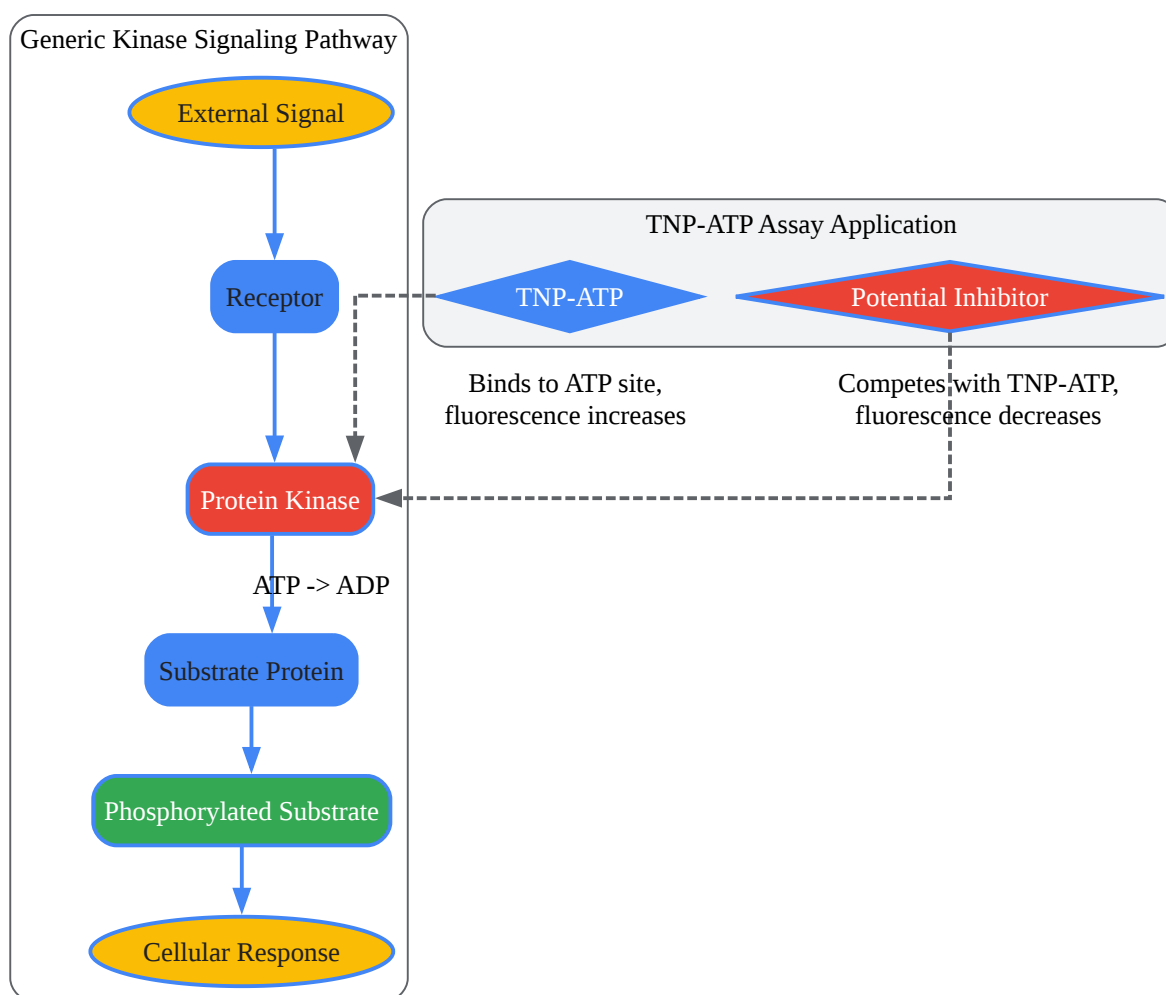 Generic Kinase Signaling Pathway
External Signal
TNP-ATP Assay Application
Receptor
TNP-ATP
Potential Inhibitor
Binds to ATP site,
fluorescence increases
Competes with TNP-ATP,
fluorescence decreases
Protein Kinase
ATP -> ADP
Substrate Protein
Phosphorylated Substrate
Cellular Response